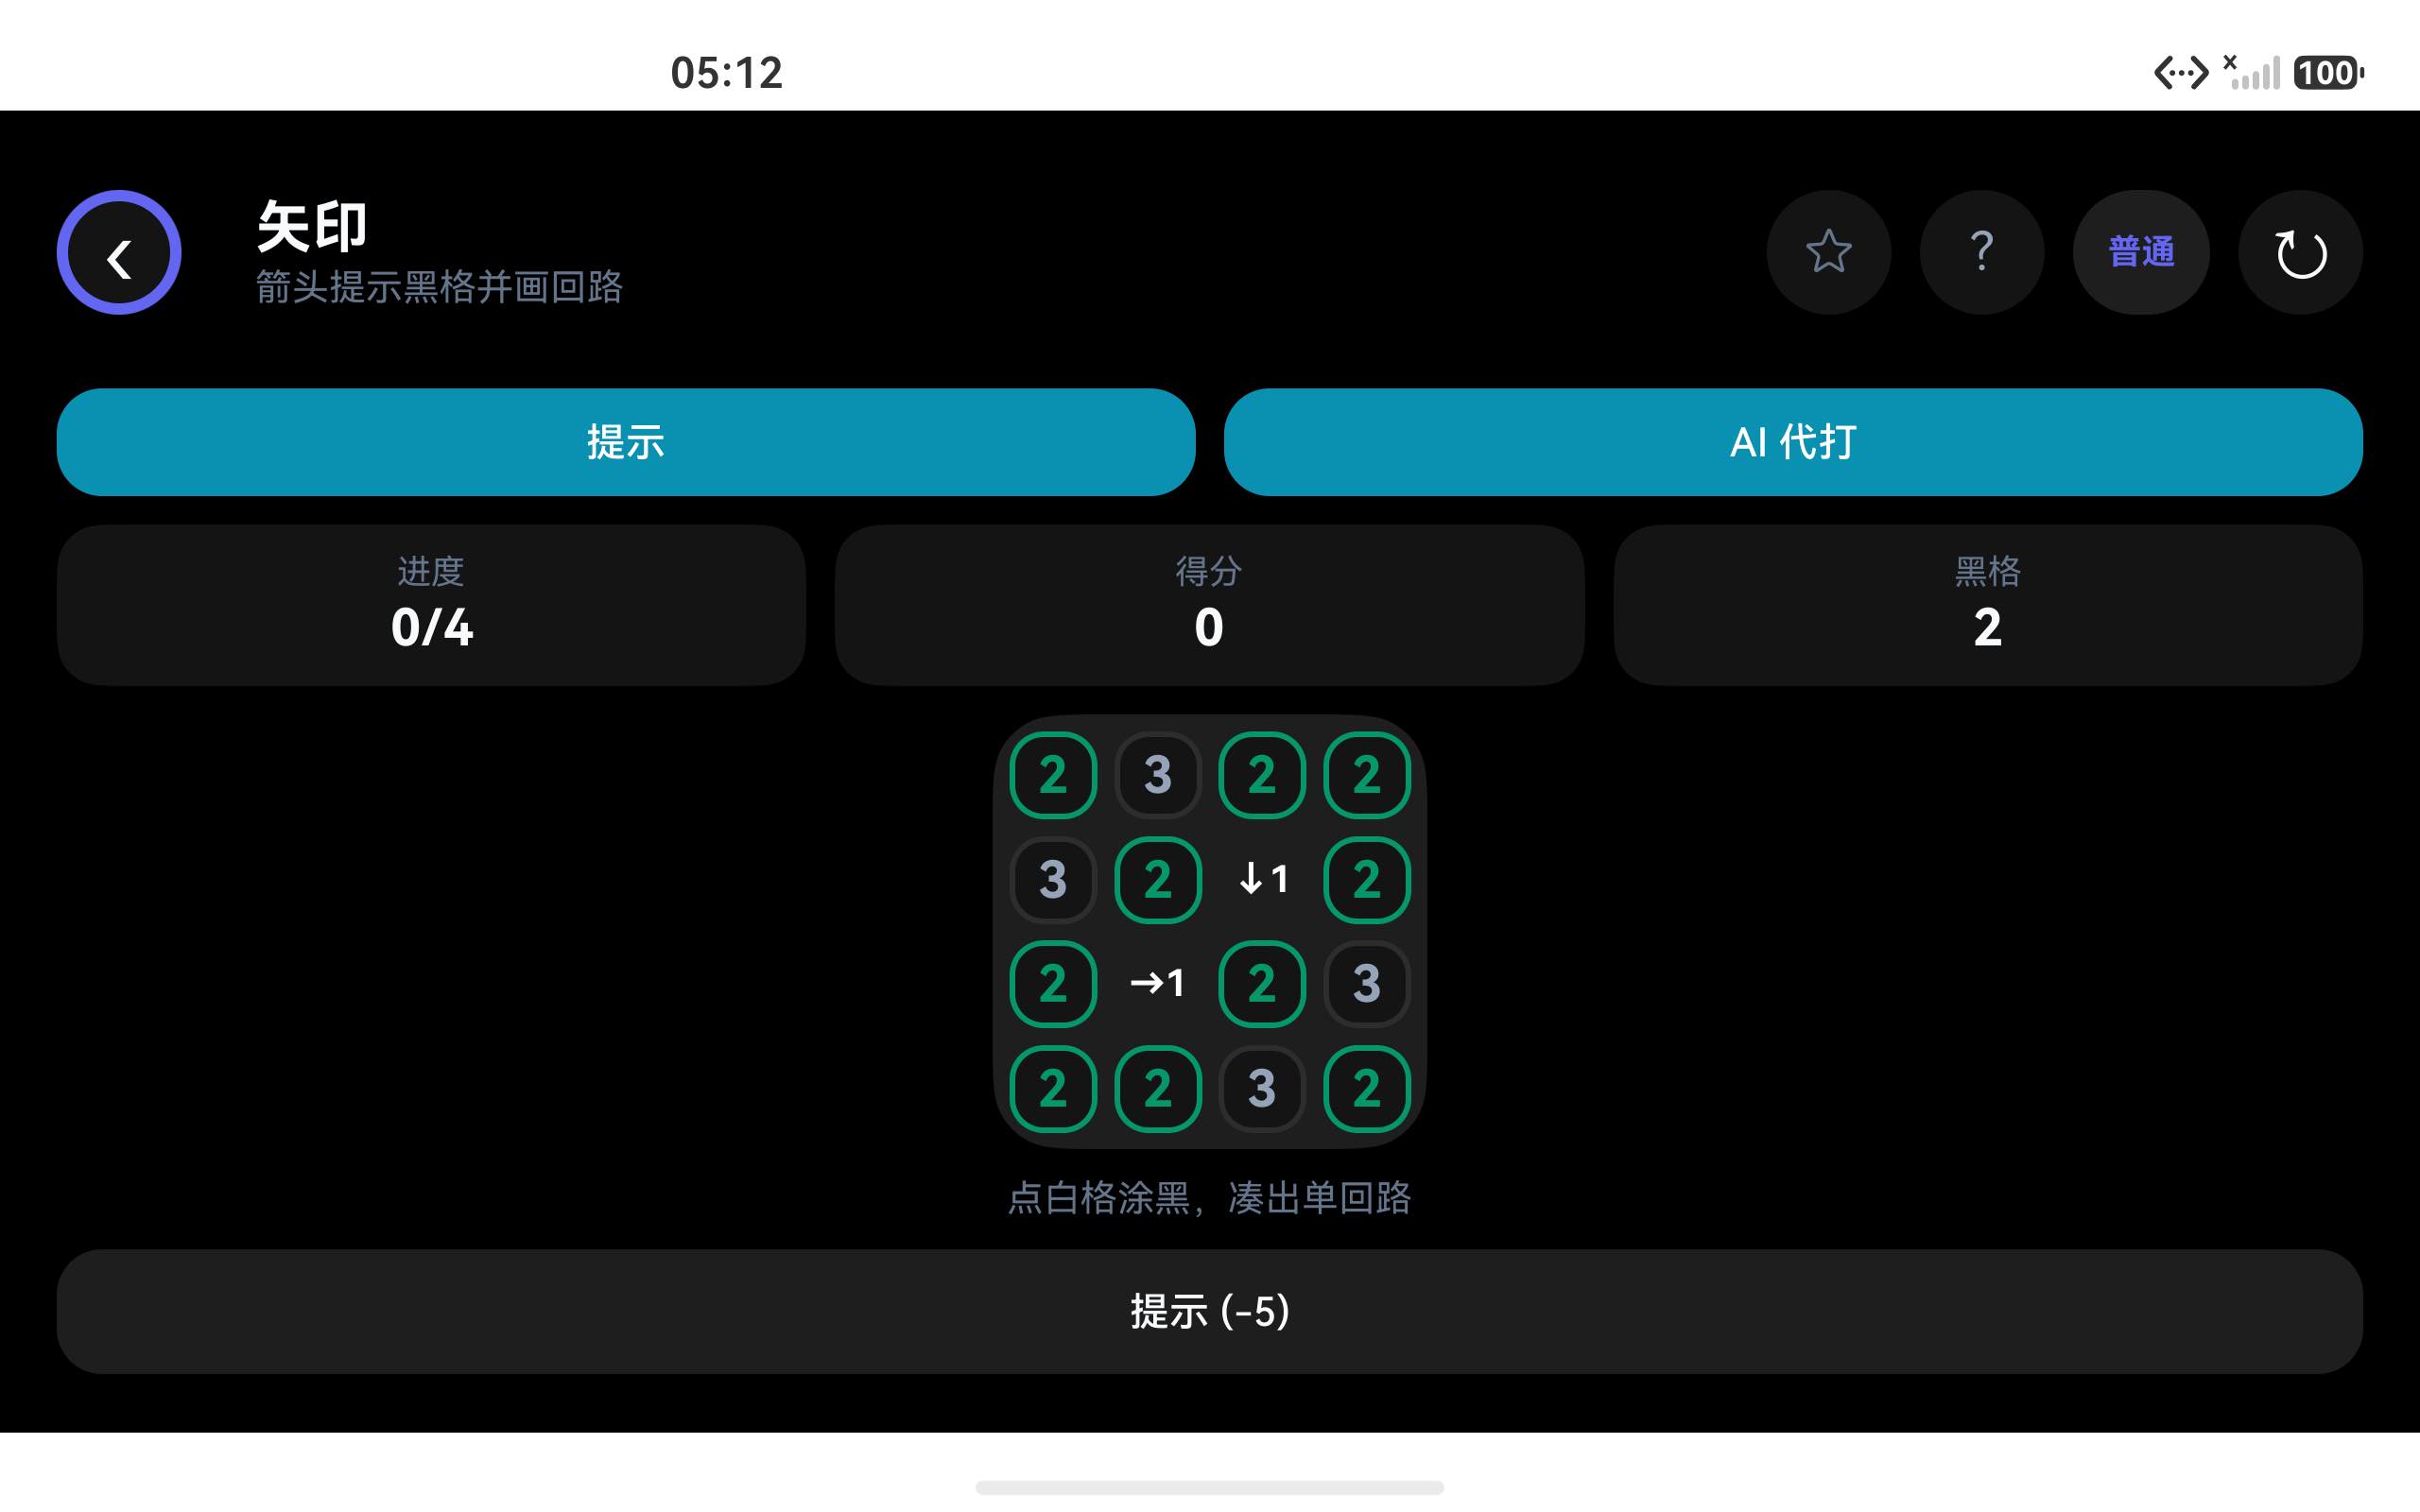 05:12
100
矢印
箭头提示黑格并画回路
?
普通
提示
AI 代打
进度
得分
黑格
0/4
0
2
2 3 2 2
3 2 ↓1 2
2 →1 2 3
2 2 3 2
点白格涂黑，凑出单回路
提示 (-5)